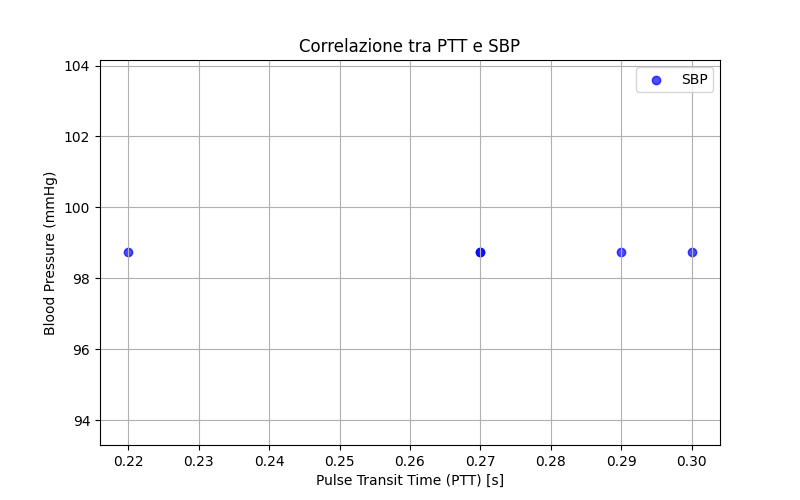 Correlazione tra PTT e SBP
SBP
104
102
100
98
96
94
Blood Pressure (mmHg)
0.22 0.23 0.24 0.25 0.26 0.27 0.28 0.29 0.30
Pulse Transit Time (PTT) [s]